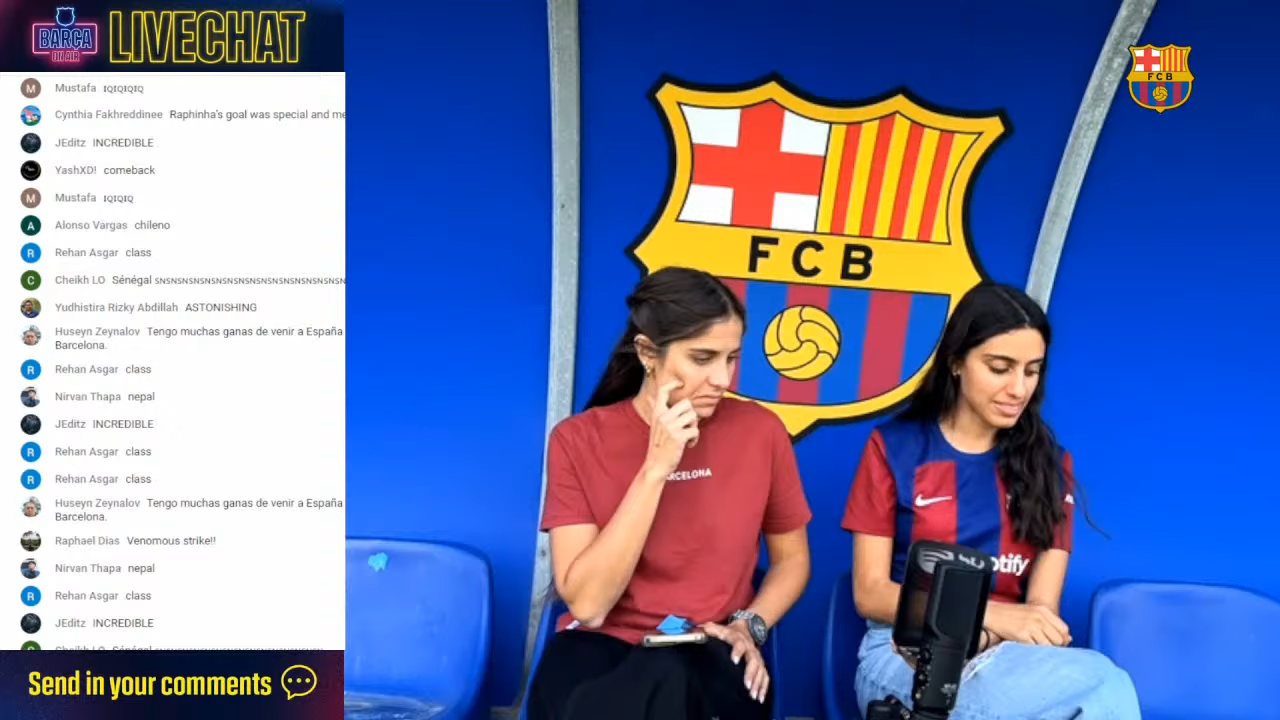 BARÇA
ON AIR
LIVECHAT
M Mustafa IQIQIQIQ
Cynthia Fakhreddinee Raphinha's goal was special and me
JEditz INCREDIBLE
YashXD! comeback
M Mustafa IQIQIQ
A Alonso Vargas chileno
R Rehan Asgar class
C Cheikh LO Sénégal SNSNSNSNSNSNSNSNSNSNSNSNSNSNSNSN
Yudhistira Rizky Abdillah ASTONISHING
Huseyn Zeynalov Tengo muchas ganas de venir a España
Barcelona.
R Rehan Asgar class
Nirvan Thapa nepal
JEditz INCREDIBLE
R Rehan Asgar class
R Rehan Asgar class
Huseyn Zeynalov Tengo muchas ganas de venir a España
Barcelona.
Raphael Dias Venomous strike!!
Nirvan Thapa nepal
R Rehan Asgar class
JEditz INCREDIBLE
Send in your comments
FCB
FCB